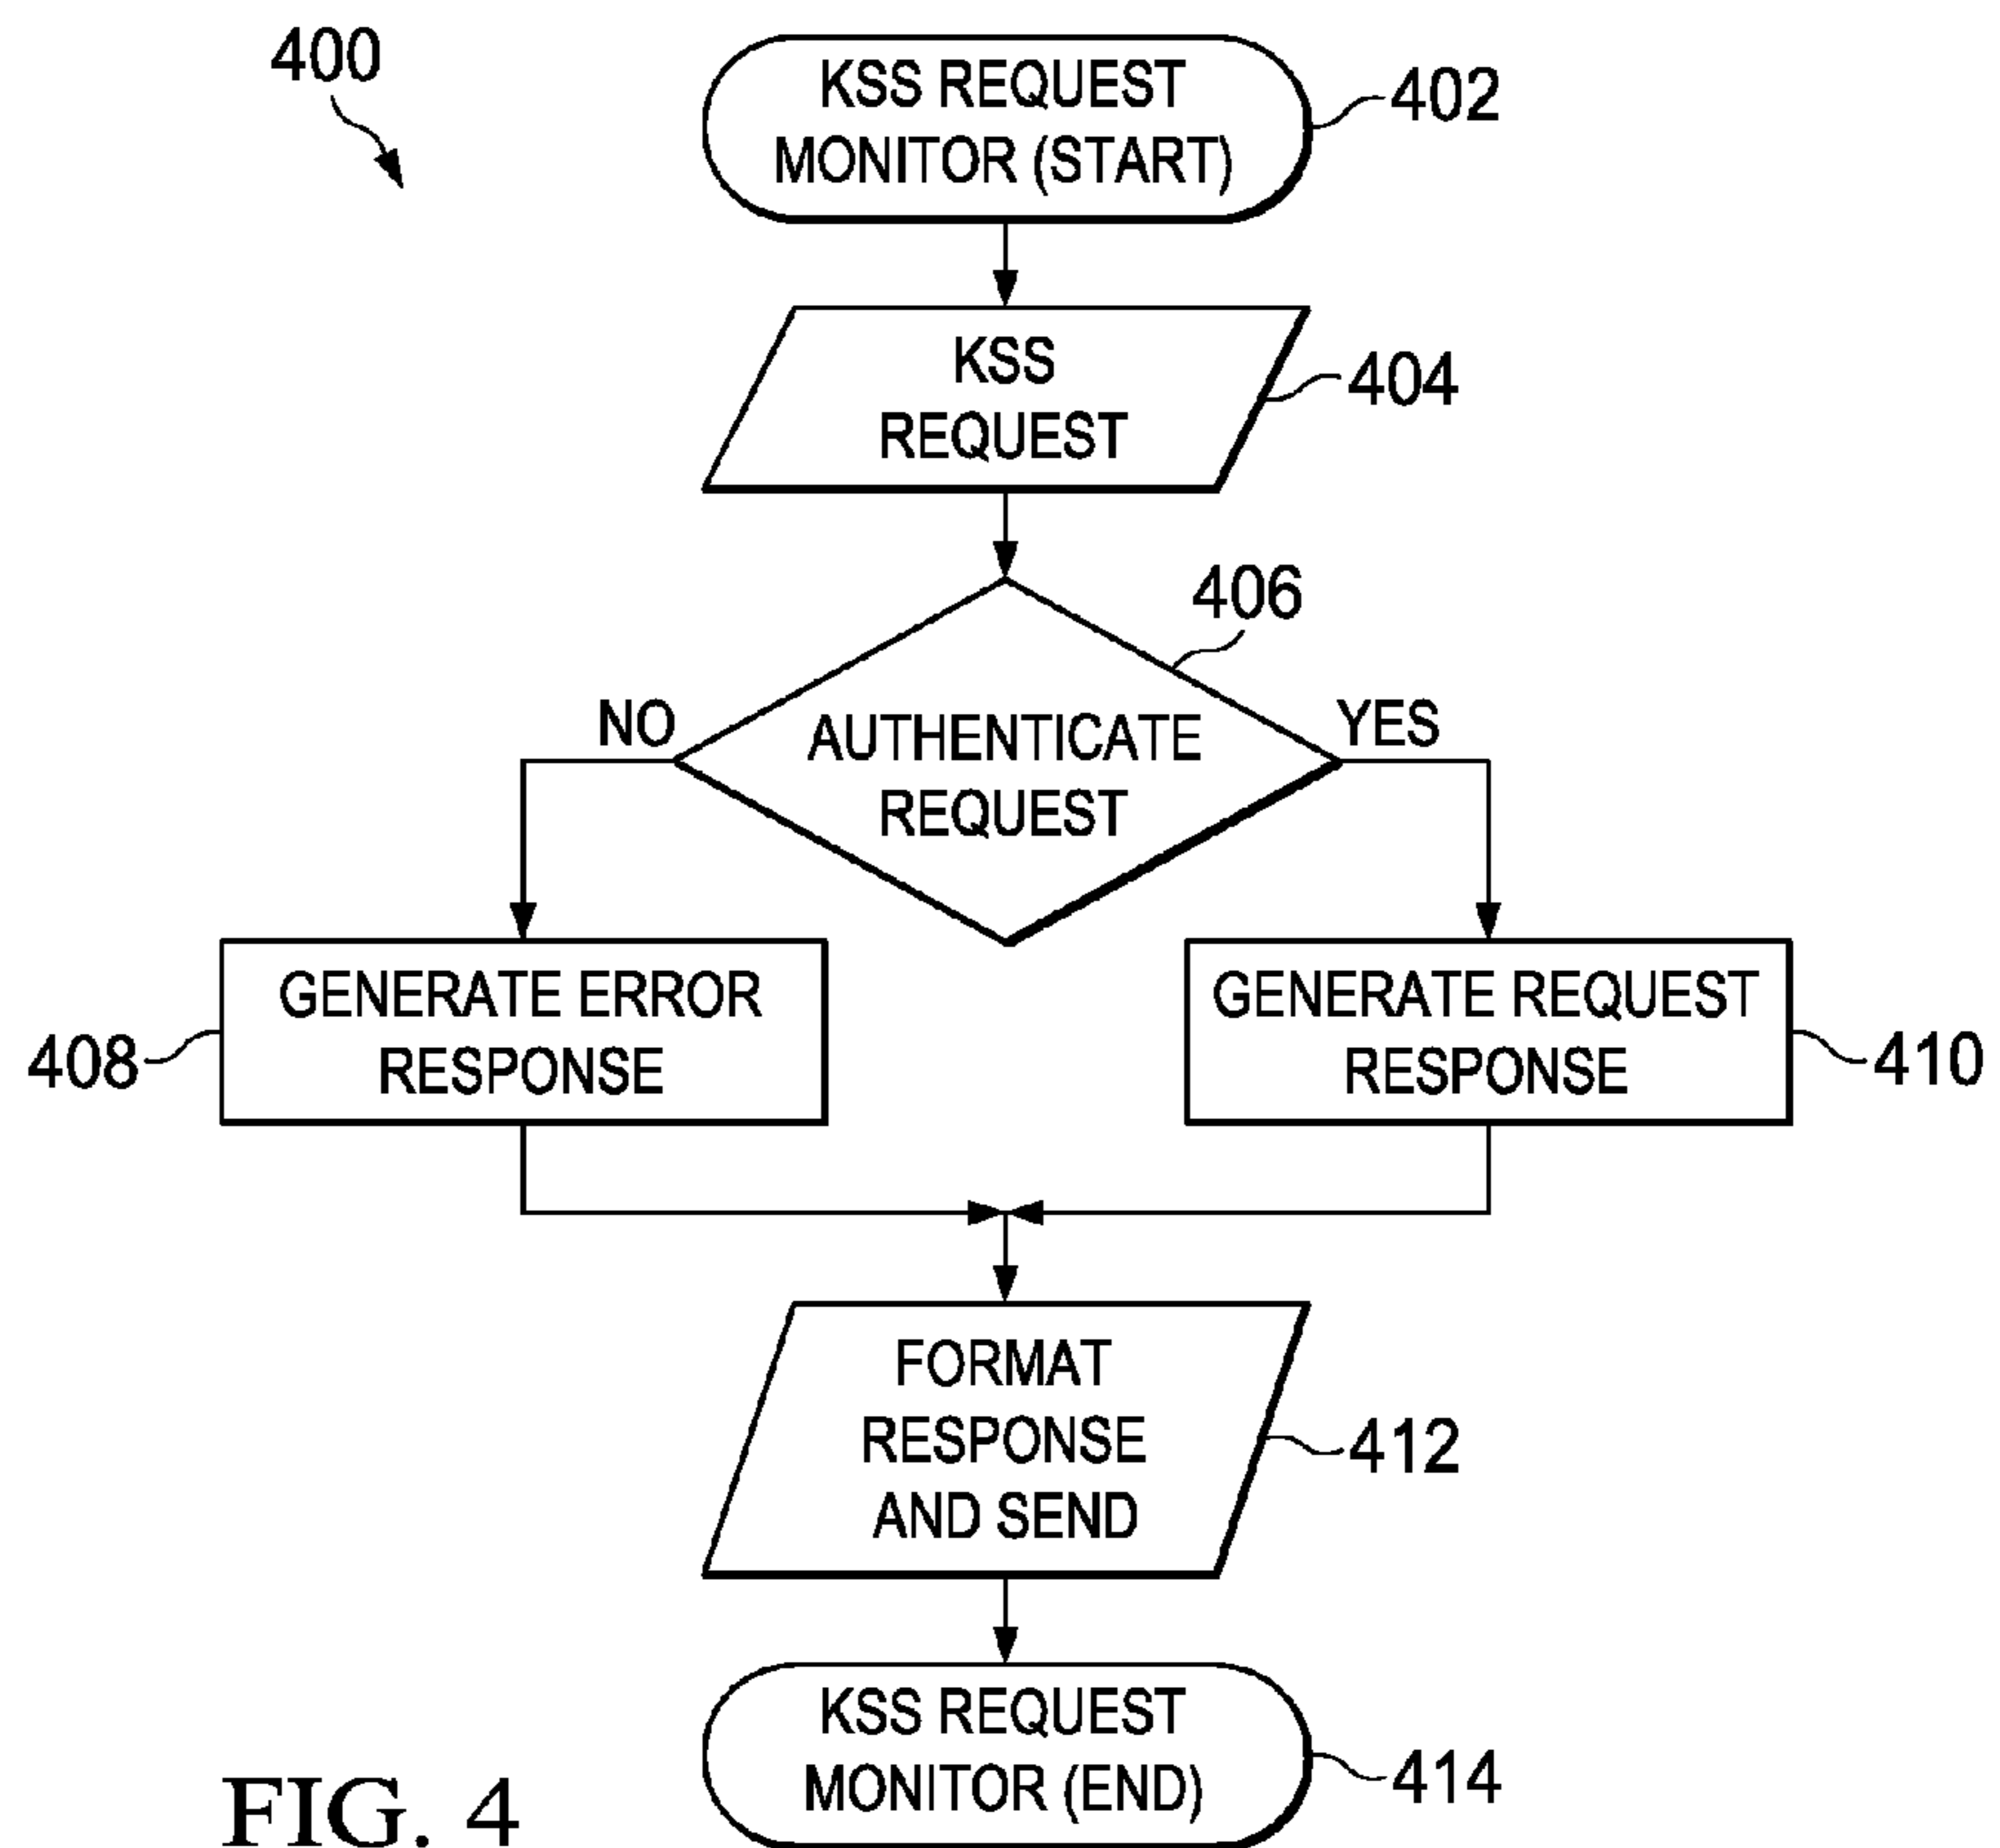 400
KSS REQUEST
MONITOR (START)
402
KSS
REQUEST
404
406
NO
AUTHENTICATE
REQUEST
YES
GENERATE ERROR
RESPONSE
408
GENERATE REQUEST
RESPONSE
410
FORMAT
RESPONSE
AND SEND
412
KSS REQUEST
MONITOR (END)
414
FIG. 4